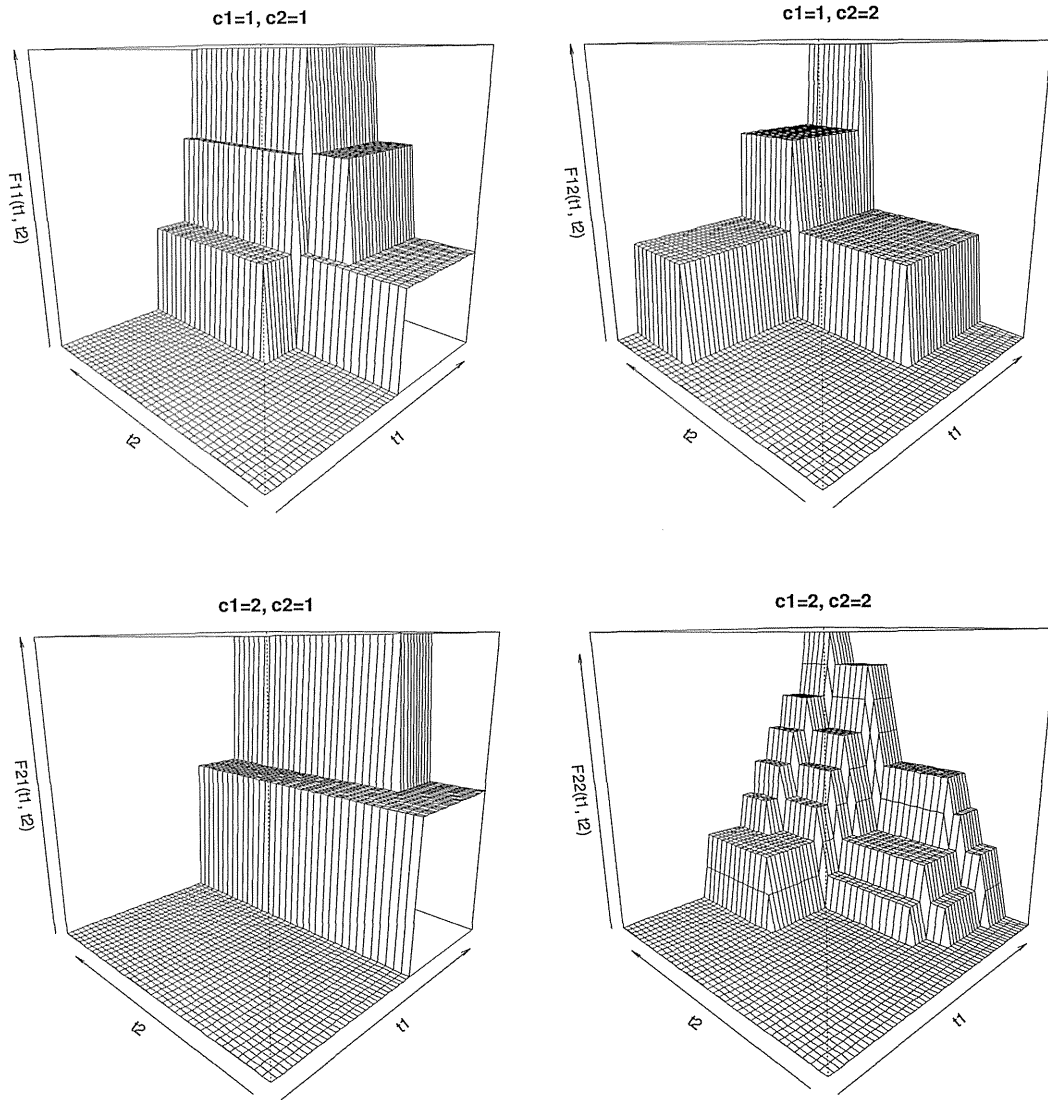 c1=1, c2=1
F11(t1, t2)
t2
t1
c1=1, c2=2
F12(t1, t2)
t2
t1
c1=2, c2=1
F21(t1, t2)
t2
t1
c1=2, c2=2
F22(t1, t2)
t2
t1